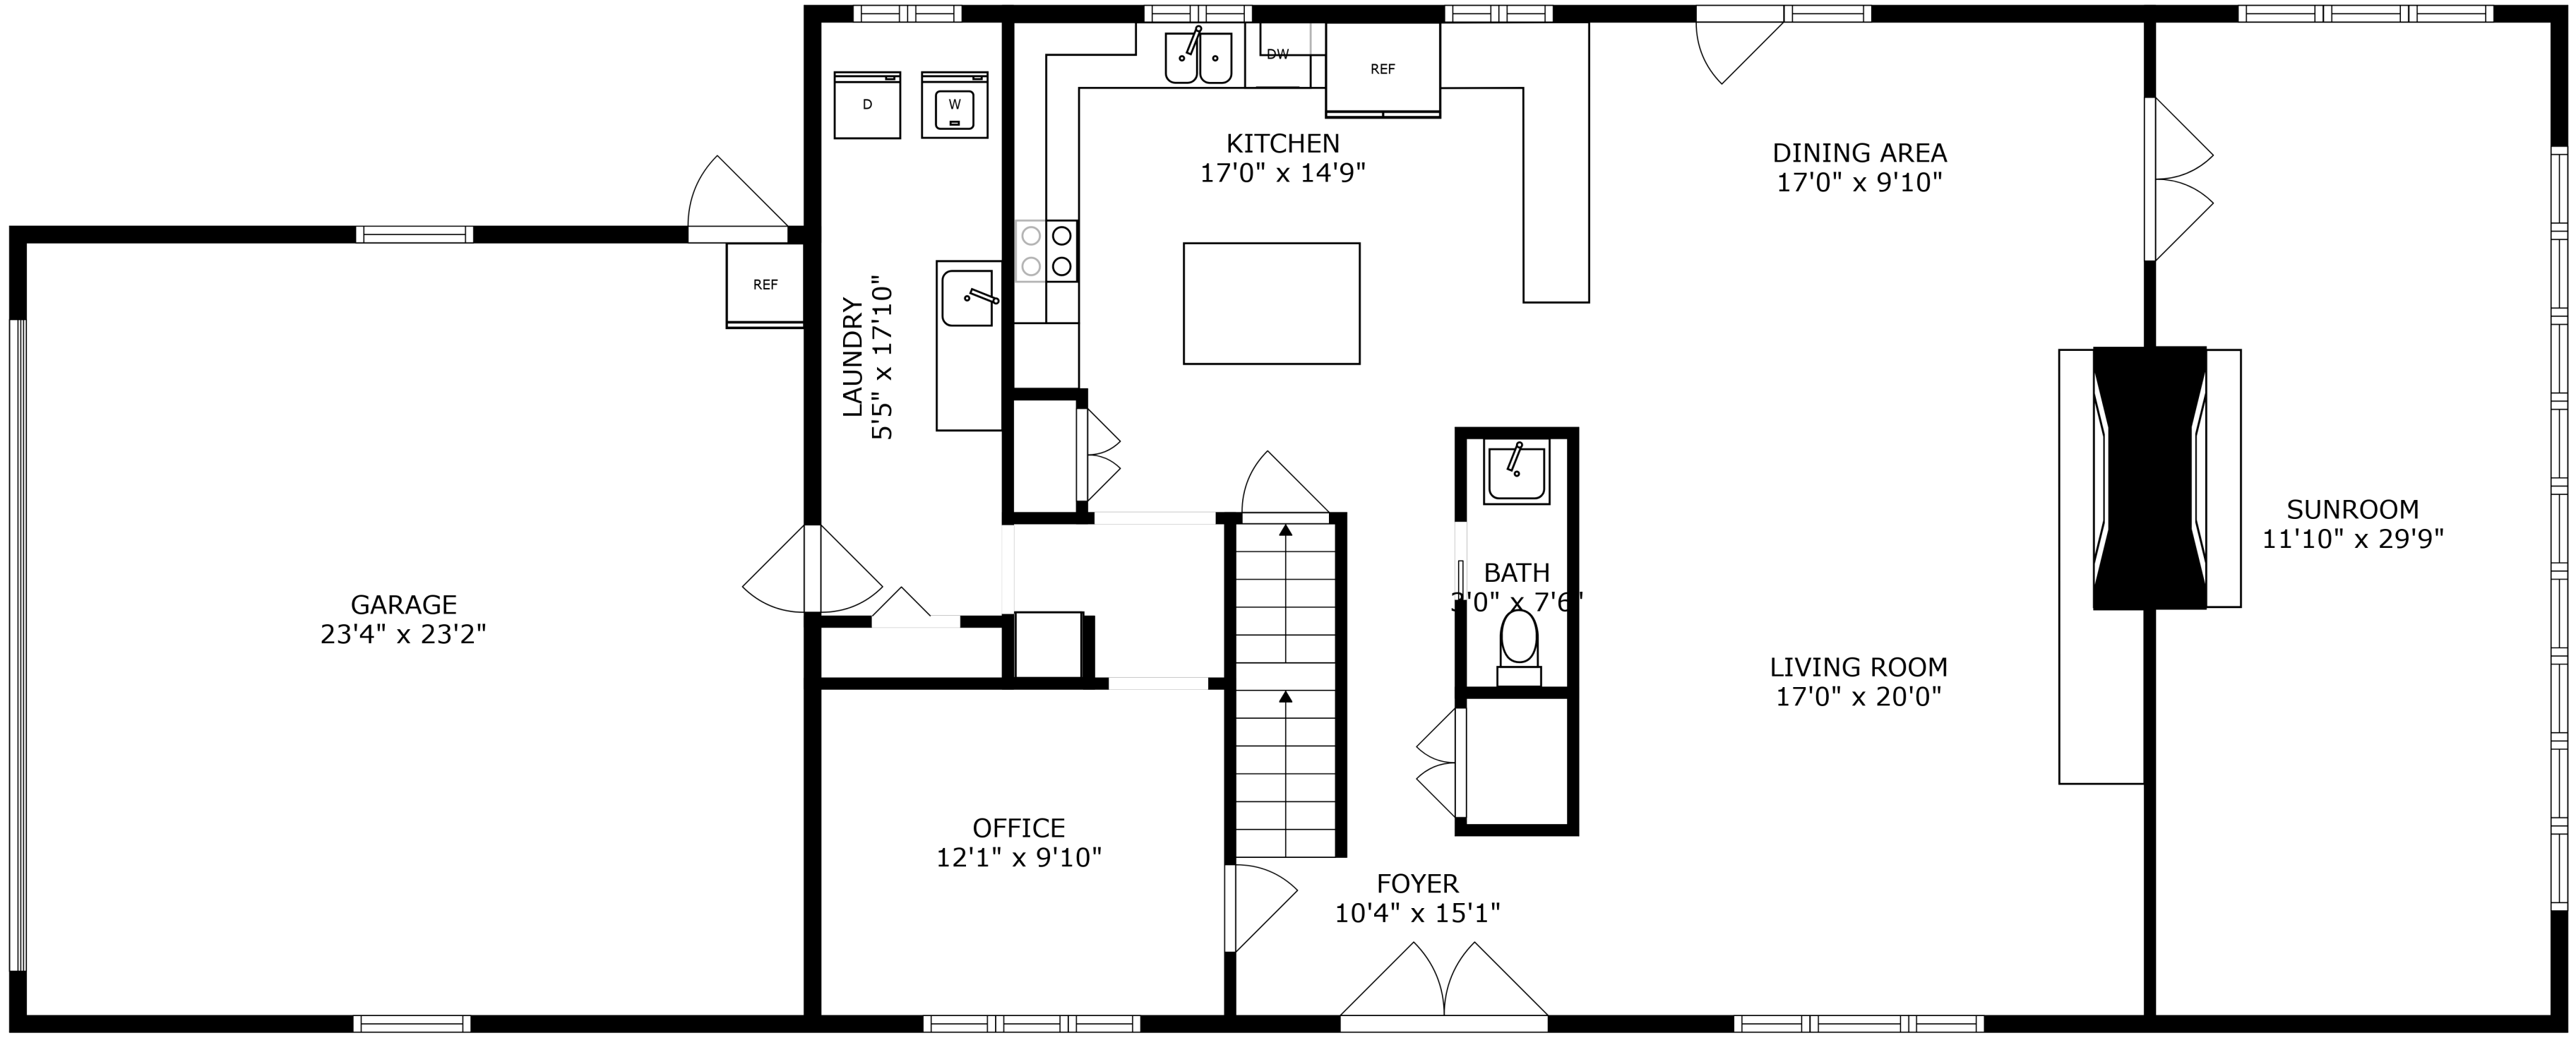 DW
REF
D
W
KITCHEN
17'0" x 14'9"
DINING AREA
17'0" x 9'10"
REF
LAUNDRY
5'5" x 17'10"
SUNROOM
11'10" x 29'9"
GARAGE
23'4" x 23'2"
BATH
3'0" x 7'6"
LIVING ROOM
17'0" x 20'0"
OFFICE
12'1" x 9'10"
FOYER
10'4" x 15'1"